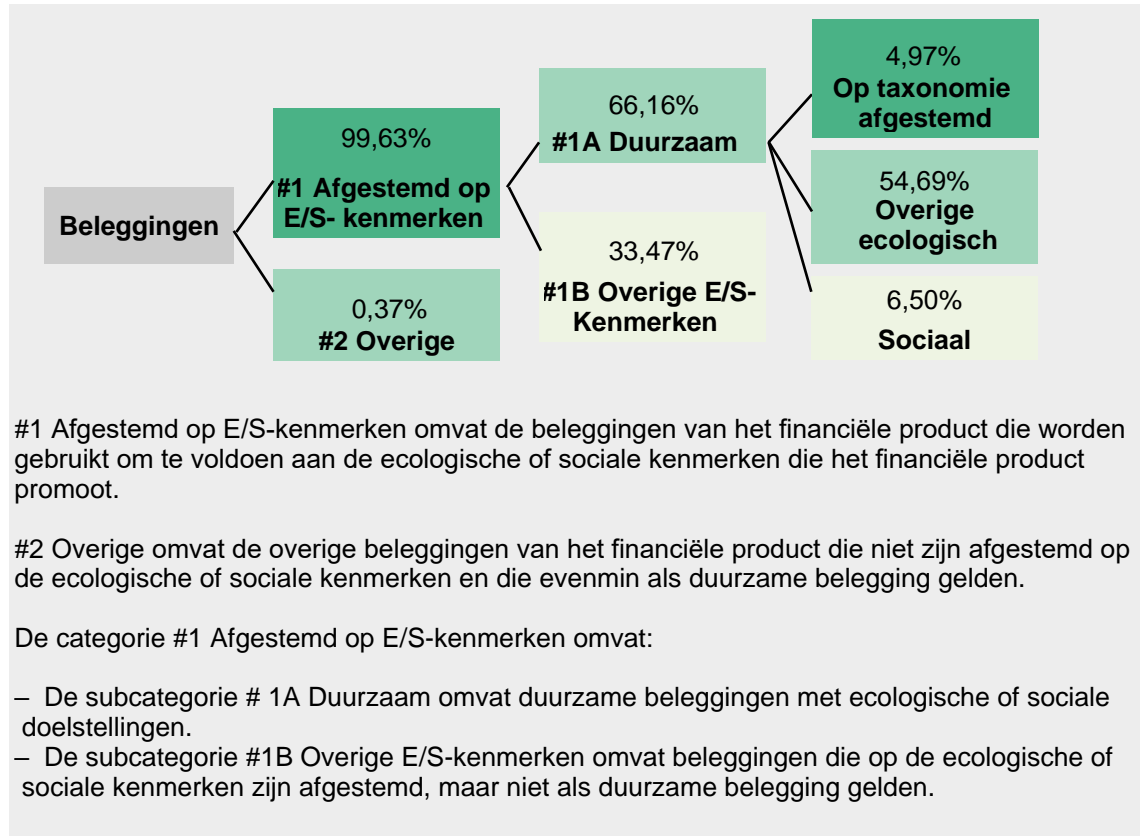 Beleggingen
99,63%
#1 Afgestemd op
E/S- kenmerken
0,37%
#2 Overige
66,16%
#1A Duurzaam
33,47%
#1B Overige E/S-
Kenmerken
4,97%
Op taxonomie
afgestemd
54,69%
Overige
ecologisch
6,50%
Sociaal
#1 Afgestemd op E/S-kenmerken omvat de beleggingen van het financiële product die worden
gebruikt om te voldoen aan de ecologische of sociale kenmerken die het financiële product
promoot.
#2 Overige omvat de overige beleggingen van het financiële product die niet zijn afgestemd op
de ecologische of sociale kenmerken en die evenmin als duurzame belegging gelden.
De categorie #1 Afgestemd op E/S-kenmerken omvat:
– De subcategorie # 1A Duurzaam omvat duurzame beleggingen met ecologische of sociale
doelstellingen.
– De subcategorie #1B Overige E/S-kenmerken omvat beleggingen die op de ecologische of
sociale kenmerken zijn afgestemd, maar niet als duurzame belegging gelden.